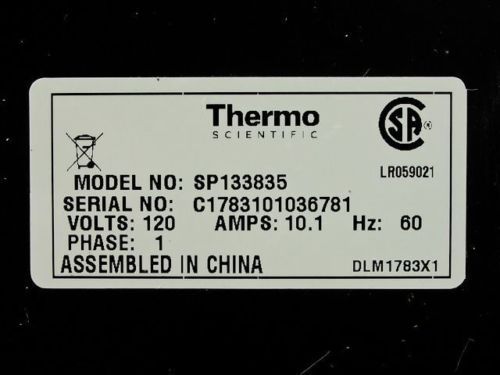 Thermo
SCIENTIFIC
SA ®
LR059021
MODEL NO: SP133835
SERIAL NO: C1783101036781
VOLTS: 120 AMPS: 10.1 Hz: 60
PHASE: 1
ASSEMBLED IN CHINA
DLM1783X1